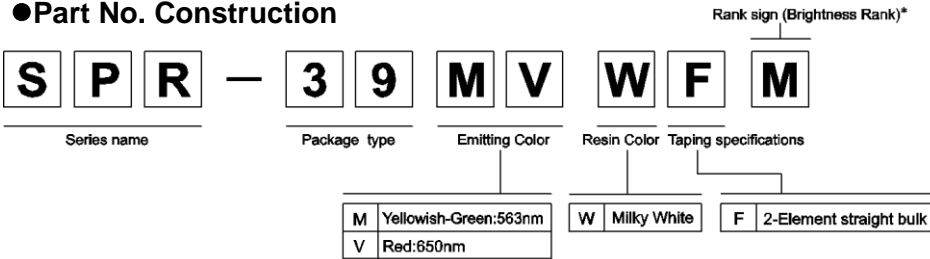 ●Part No. Construction
Rank sign (Brightness Rank)*
S P R - 3 9 M V W F M
Series name Package type Emitting Color Resin Color Taping specifications
M Yellowish-Green:563nm W Milky White F 2-Element straight bulk
V Red:650nm